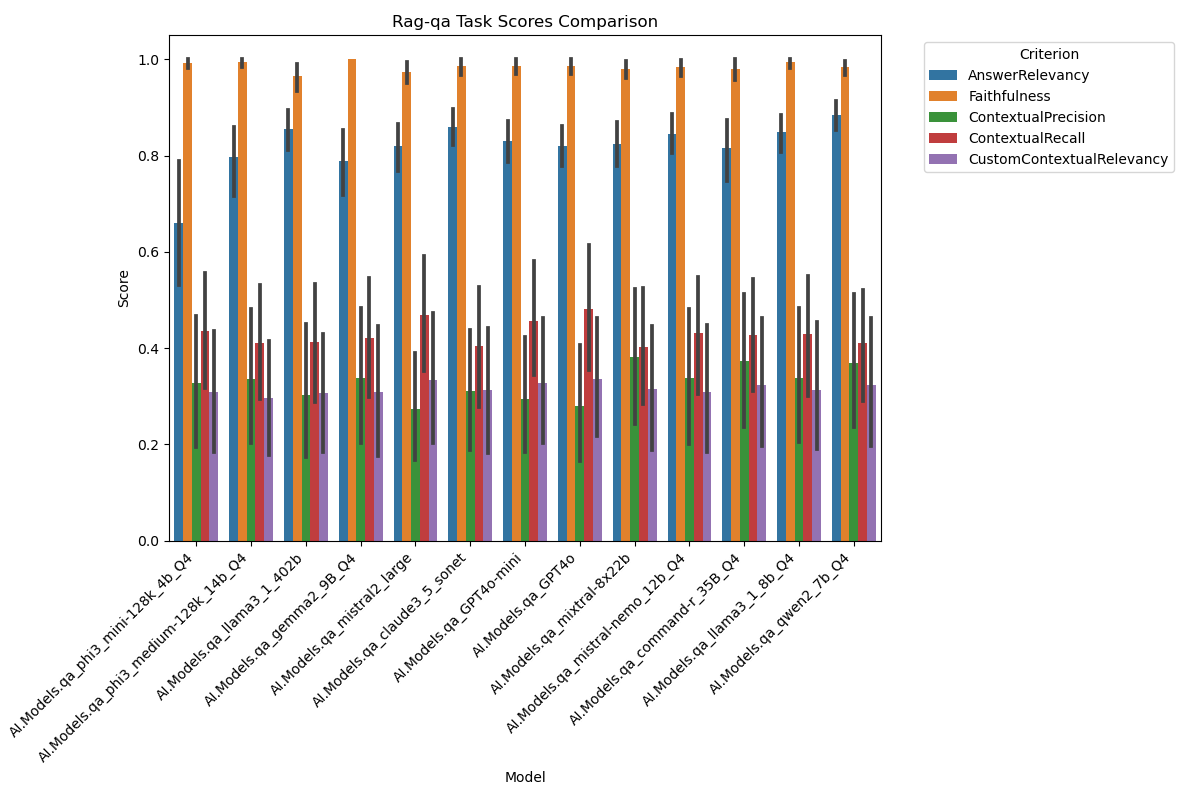 Rag-qa Task Scores Comparison
Score
1.0
0.8
0.6
0.4
0.2
0.0
AI.Models.qa_phi3_mini-128k_4b_Q4
AI.Models.qa_phi3_medium-128k_14b_Q4
AI.Models.qa_llama3_1_402b
AI.Models.qa_gemma2_9B_Q4
AI.Models.qa_mistral2_large
AI.Models.qa_claude3_5_sonet
AI.Models.qa_GPT4o-mini
AI.Models.qa_GPT4o
AI.Models.qa_mixtral-8x22b
AI.Models.qa_mistral-nemo_12b_Q4
AI.Models.qa_command-r_35B_Q4
AI.Models.qa_llama3_1_8b_Q4
AI.Models.qa_qwen2_7b_Q4
Model
Criterion
AnswerRelevancy
Faithfulness
ContextualPrecision
ContextualRecall
CustomContextualRelevancy